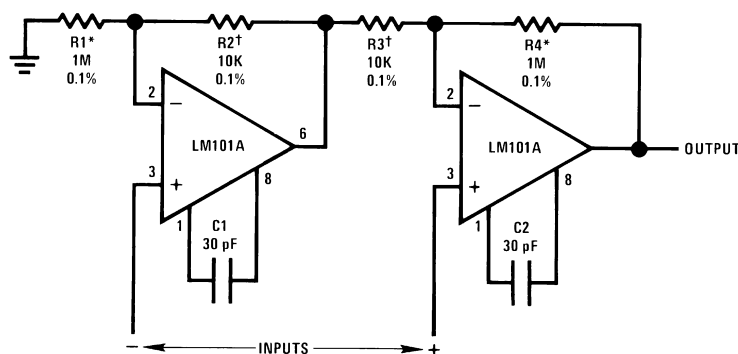 R1*
1M
0.1%
R2†
10K
0.1%
R3†
10K
0.1%
R4*
1M
0.1%
2
−
LM101A
6
3
+
8
1
C1
30 pF
2
−
LM101A
OUTPUT
3
+
8
1
C2
30 pF
− INPUTS +